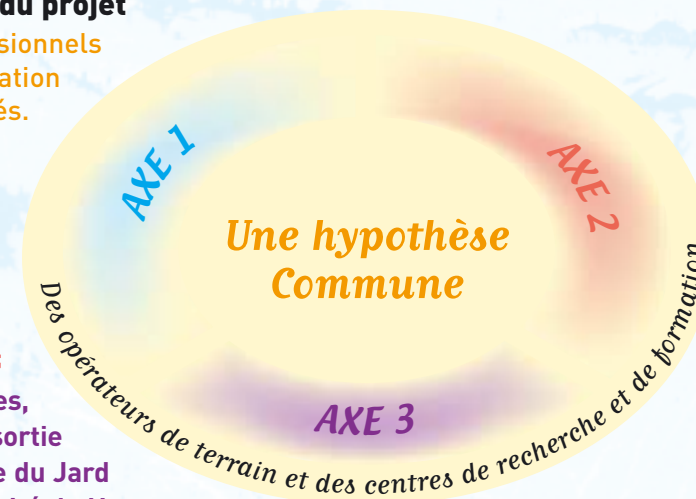 du projet
sionnels
ation
és.
AXE 1
AXE 2
Une hypothèse
Commune
AXE 3
Des opérateurs de terrain et des centres de recherche et de formation
:
es,
sortie
e du Jard